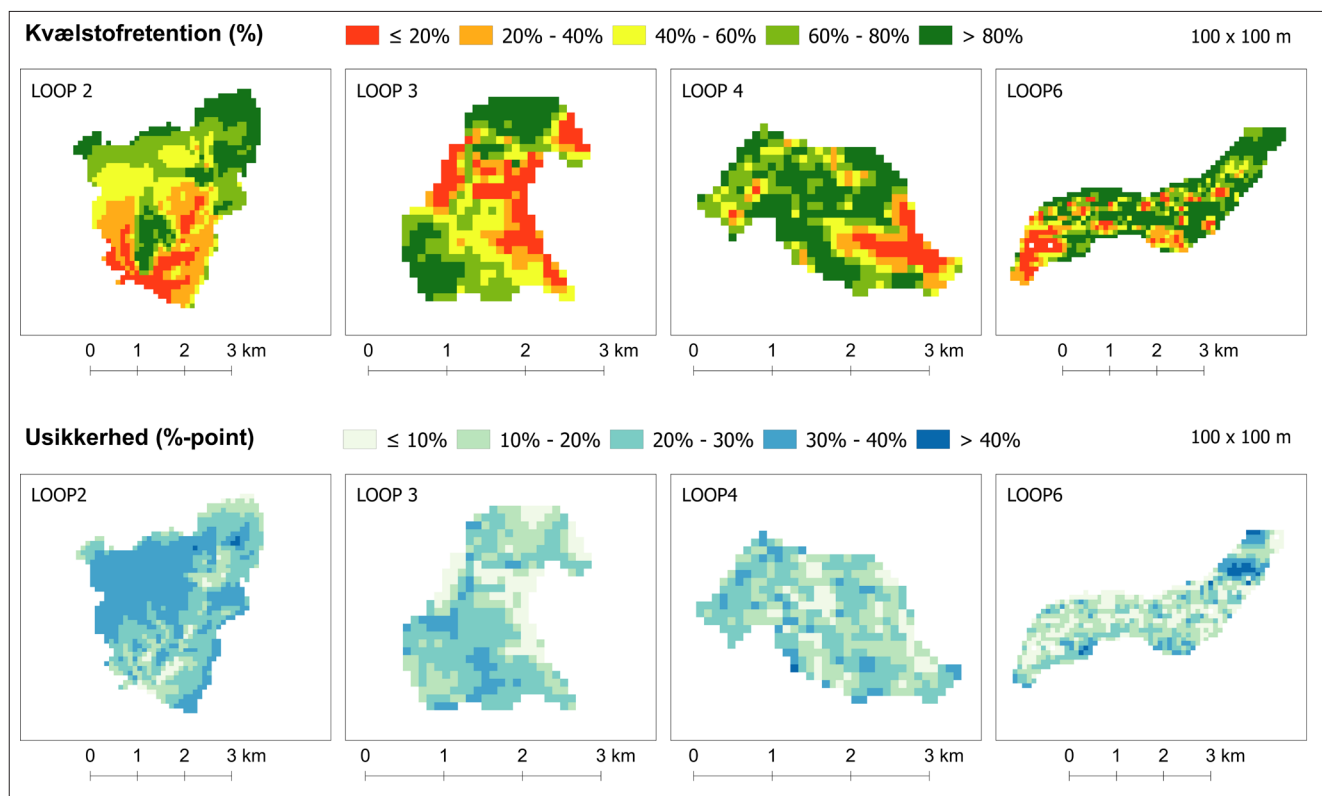 Kvælstofretention (%) ≤ 20% 20% - 40% 40% - 60% 60% - 80% > 80% 100 x 100 m
LOOP 2 LOOP 3 LOOP 4 LOOP6
0 1 2 3 km 0 1 2 3 km 0 1 2 3 km 0 1 2 3 km
Usikkerhed (%-point) ≤ 10% 10% - 20% 20% - 30% 30% - 40% > 40% 100 x 100 m
LOOP2 LOOP 3 LOOP4 LOOP6
0 1 2 3 km 0 1 2 3 km 0 1 2 3 km 0 1 2 3 km